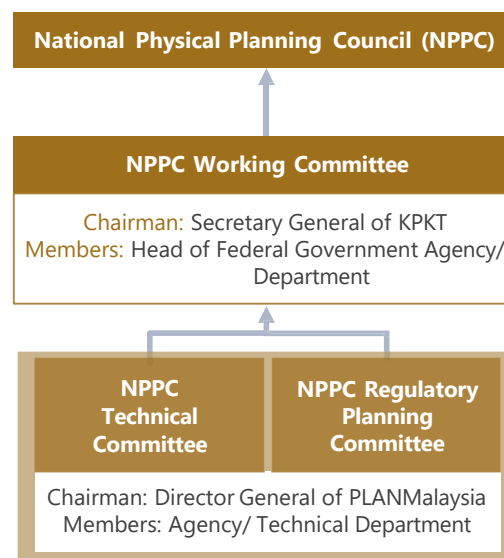 National Physical Planning Council (NPPC)
NPPC Working Committee
Chairman: Secretary General of KPKT
Members: Head of Federal Government Agency/
Department
NPPC
Technical
Committee
NPPC Regulatory
Planning
Committee
Chairman: Director General of PLANMalaysia
Members: Agency/ Technical Department